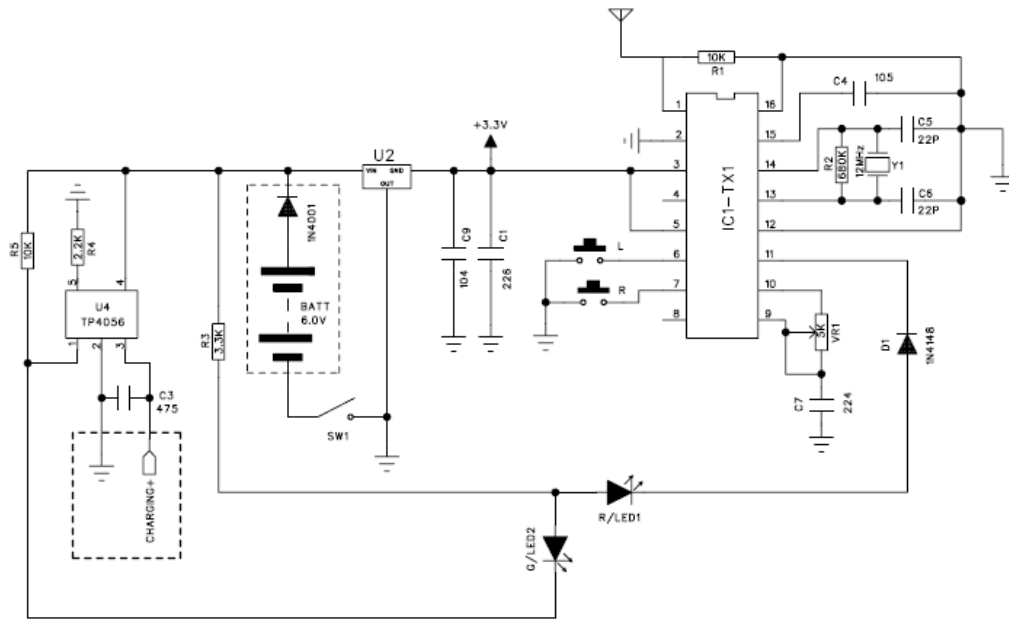 10K
R1
C4
105
1
16
2
15
3
14
4
13
5
12
6
11
7
10
8
9
IC1-TX1
C5
22P
R2
680K
12MHz
Y1
C6
22P
+3.3V
U2
VIN
GND
OUT
1N4001
BATT
6.0V
SW1
C9
104
C1
226
L
R
5K
VR1
C7
224
D1
1N4148
R5
10K
2.2K
R4
5
4
U4
TP4056
1
2
3
C3
475
CHARGING+
R3
3.3K
R/LED1
G/LED2